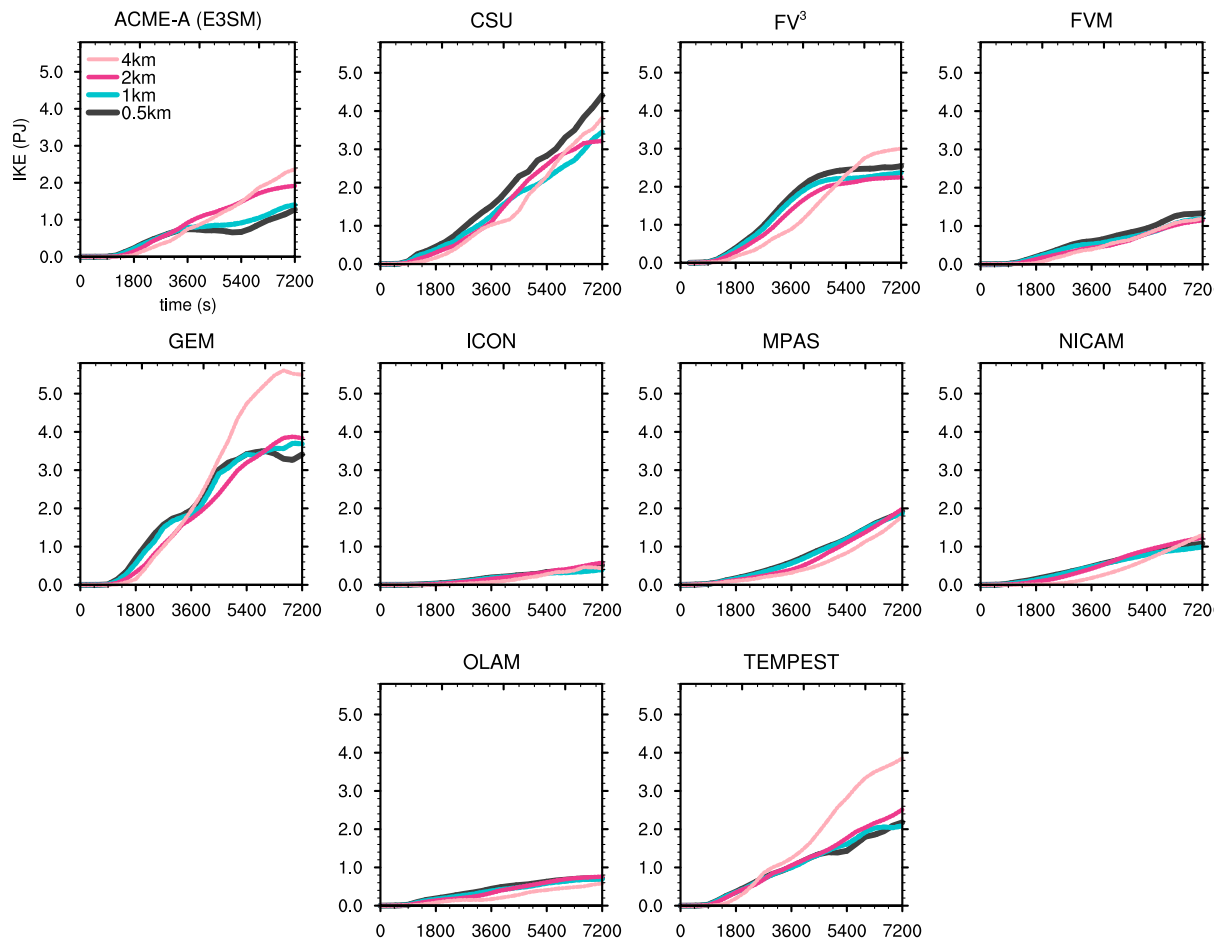 ACME-A (E3SM) CSU FV³ FVM
IKE (PJ)
5.0 5.0 5.0 5.0
4.0 4.0 4.0 4.0
3.0 3.0 3.0 3.0
2.0 2.0 2.0 2.0
1.0 1.0 1.0 1.0
0.0 0.0 0.0 0.0
4km
2km
1km
0.5km
0 1800 3600 5400 7200 0 1800 3600 5400 7200 0 1800 3600 5400 7200 0 1800 3600 5400 720
time (s)
GEM ICON MPAS NICAM
5.0 5.0 5.0 5.0
4.0 4.0 4.0 4.0
3.0 3.0 3.0 3.0
2.0 2.0 2.0 2.0
1.0 1.0 1.0 1.0
0.0 0.0 0.0 0.0
0 1800 3600 5400 7200 0 1800 3600 5400 7200 0 1800 3600 5400 7200 0 1800 3600 5400 720
OLAM TEMPEST
5.0 5.0
4.0 4.0
3.0 3.0
2.0 2.0
1.0 1.0
0.0 0.0
0 1800 3600 5400 7200 0 1800 3600 5400 7200